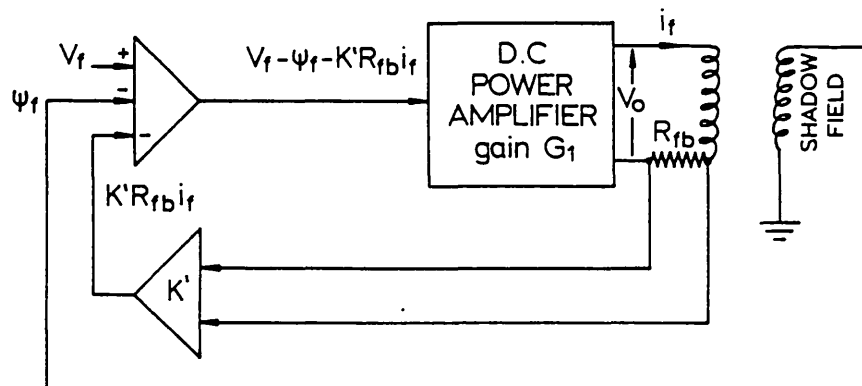 V_f
+
ψ_f
-
-
V_f - ψ_f - K'R_fb i_f
D.C
POWER
AMPLIFIER
gain G_1
i_f
V_o
R_fb
SHADOW
FIELD
K'R_fb i_f
K'